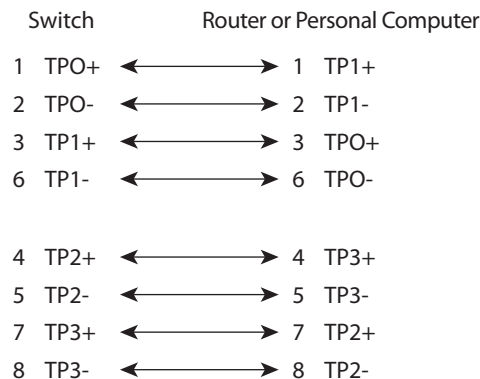 Switch Router or Personal Computer
1 TPO+ 1 TP1+
2 TPO- 2 TP1-
3 TP1+ 3 TPO+
6 TP1- 6 TPO-
4 TP2+ 4 TP3+
5 TP2- 5 TP3-
7 TP3+ 7 TP2+
8 TP3- 8 TP2-